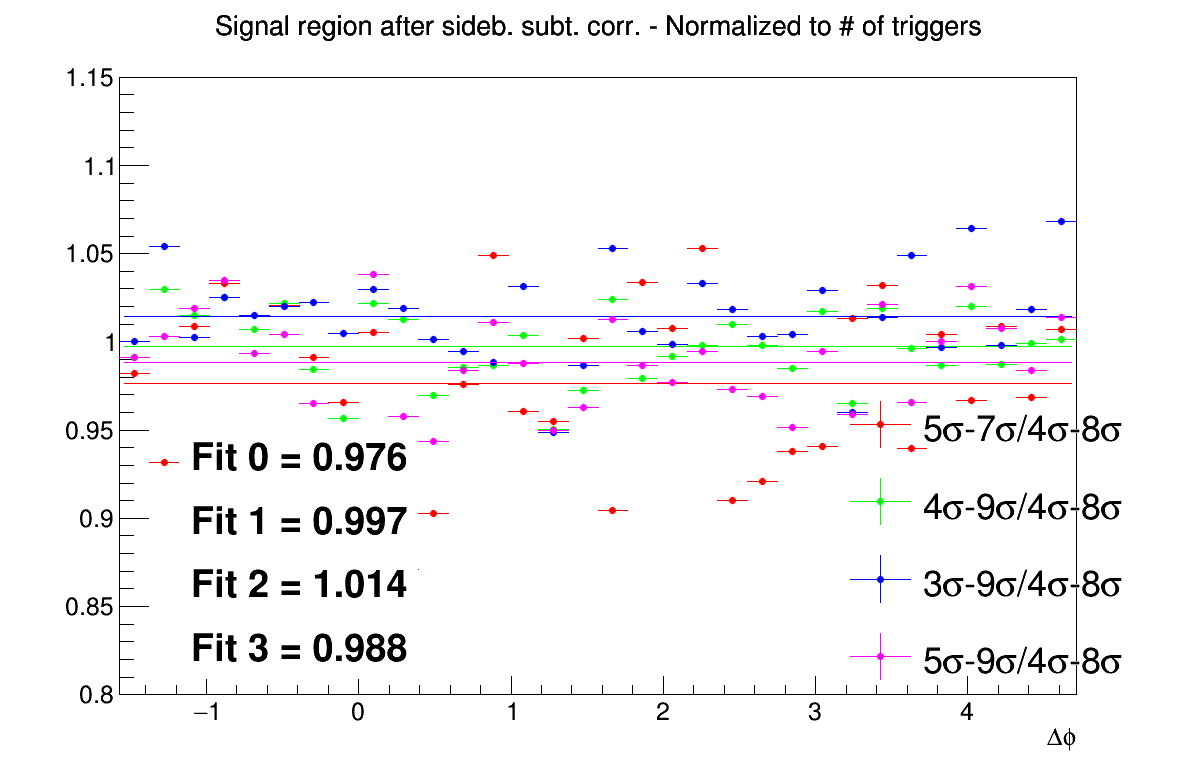 Signal region after sideb. subt. corr. - Normalized to # of triggers
1.15
1.1
1.05
1
0.95
0.9
0.85
0.8
Fit 0 = 0.976
Fit 1 = 0.997
Fit 2 = 1.014
Fit 3 = 0.988
5σ-7σ/4σ-8σ
4σ-9σ/4σ-8σ
3σ-9σ/4σ-8σ
5σ-9σ/4σ-8σ
−1 0 1 2 3 4
Δϕ